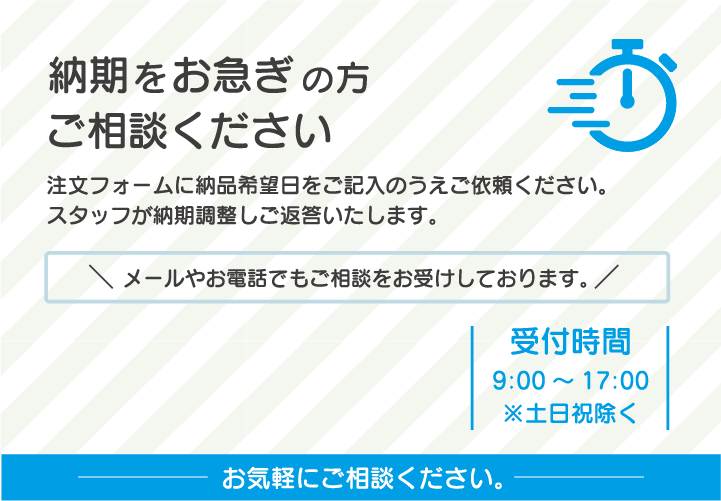 納期をお急ぎの方
ご相談ください
注文フォームに納品希望日をご記入のうえご依頼ください。
スタッフが納期調整しご返答いたします。
＼ メールやお電話でもご相談をお受けしております。／
受付時間
9:00 ～ 17:00
※土日祝除く
お気軽にご相談ください。